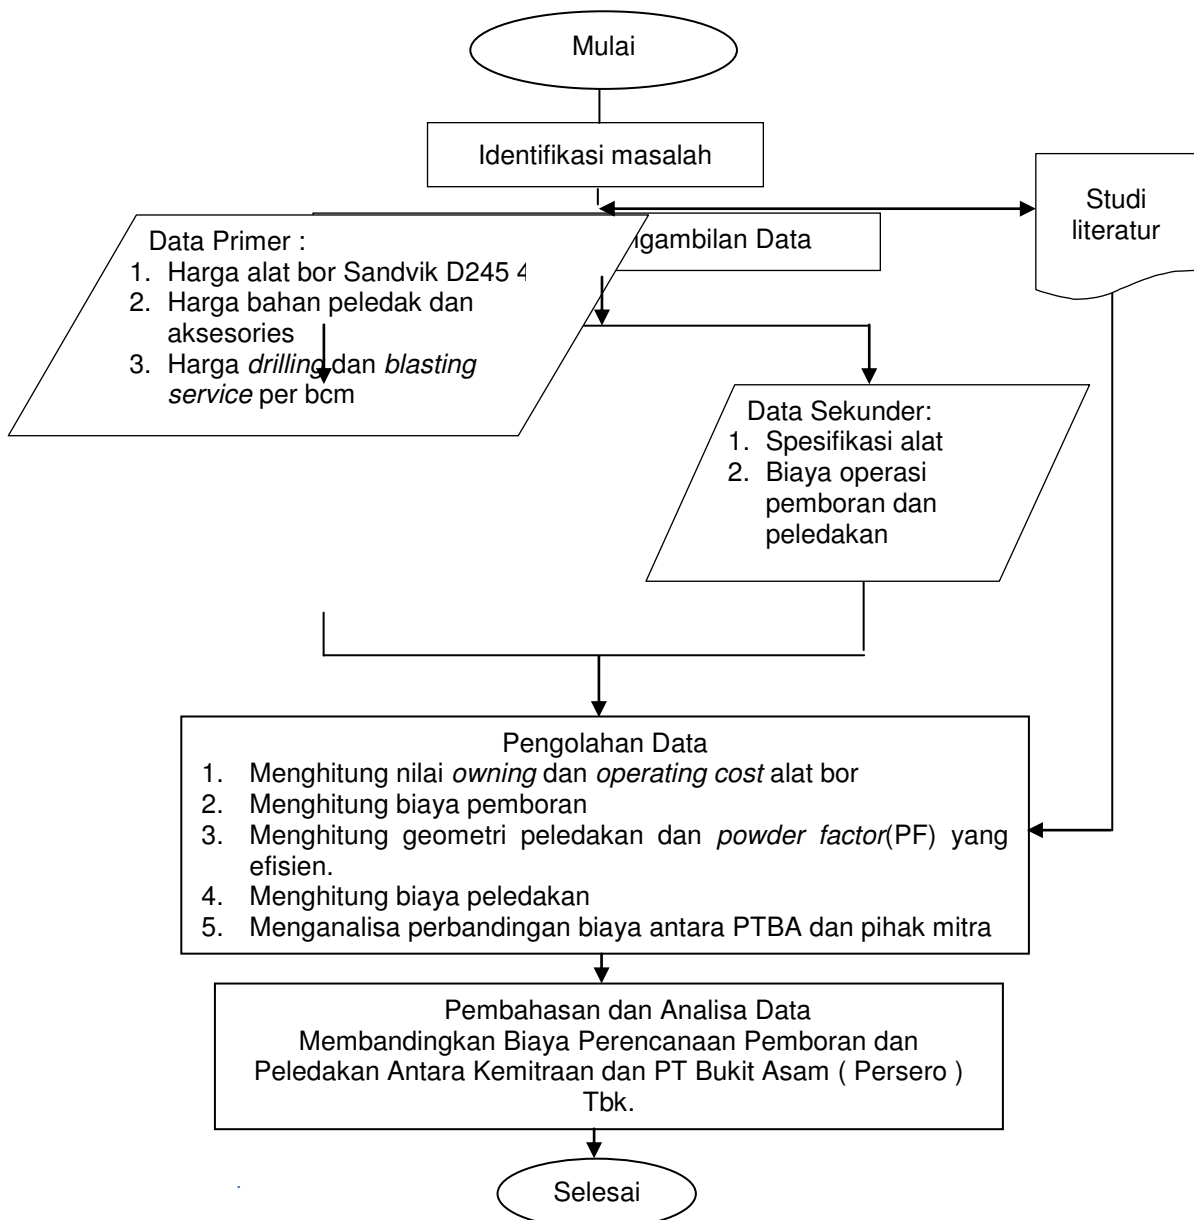 Mulai
Identifikasi masalah
Studi
literatur
ngambilan Data
Data Primer :
1. Harga alat bor Sandvik D245
2. Harga bahan peledak dan
aksesories
3. Harga drilling dan blasting
service per bcm
Data Sekunder:
1. Spesifikasi alat
2. Biaya operasi
pemboran dan
peledakan
Pengolahan Data
1. Menghitung nilai owning dan operating cost alat bor
2. Menghitung biaya pemboran
3. Menghitung geometri peledakan dan powder factor(PF) yang
efisien.
4. Menghitung biaya peledakan
5. Menganalisa perbandingan biaya antara PTBA dan pihak mitra
Pembahasan dan Analisa Data
Membandingkan Biaya Perencanaan Pemboran dan
Peledakan Antara Kemitraan dan PT Bukit Asam ( Persero )
Tbk.
Selesai